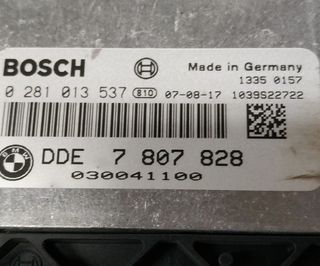 BOSCH
Made in Germany
1335 0157
0 281 013 537 810 07-08-17 1039S22722
BMW DDE 7 807 828
030041100